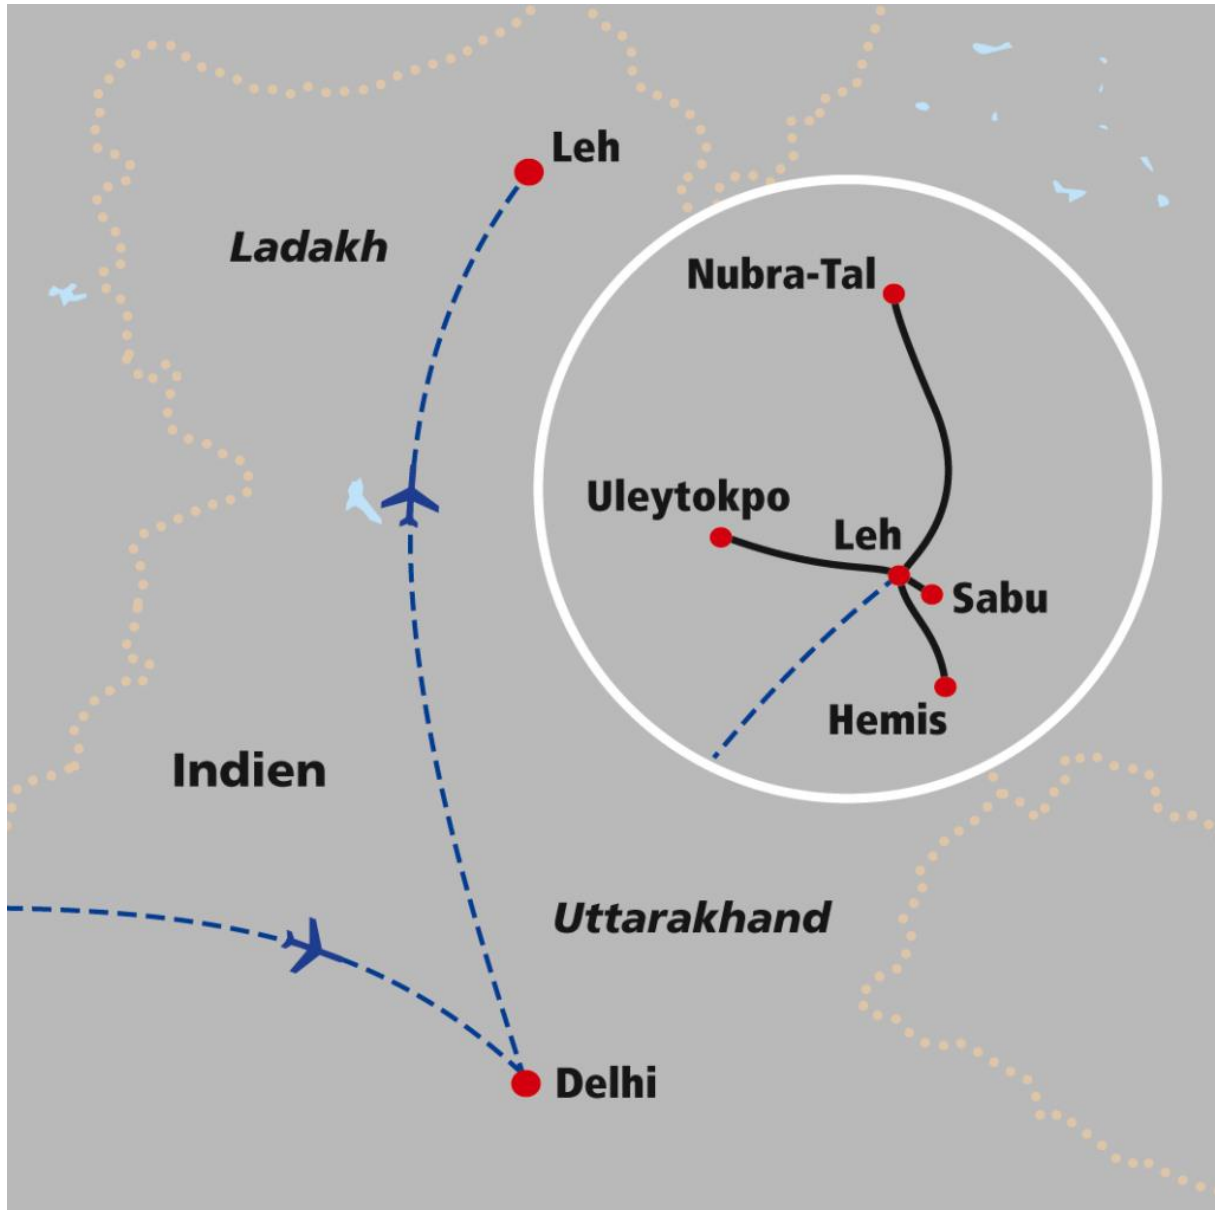 Leh
Ladakh
Nubra-Tal
Uleytokpo
Leh
Sabu
Hemis
Indien
Uttarakhand
Delhi